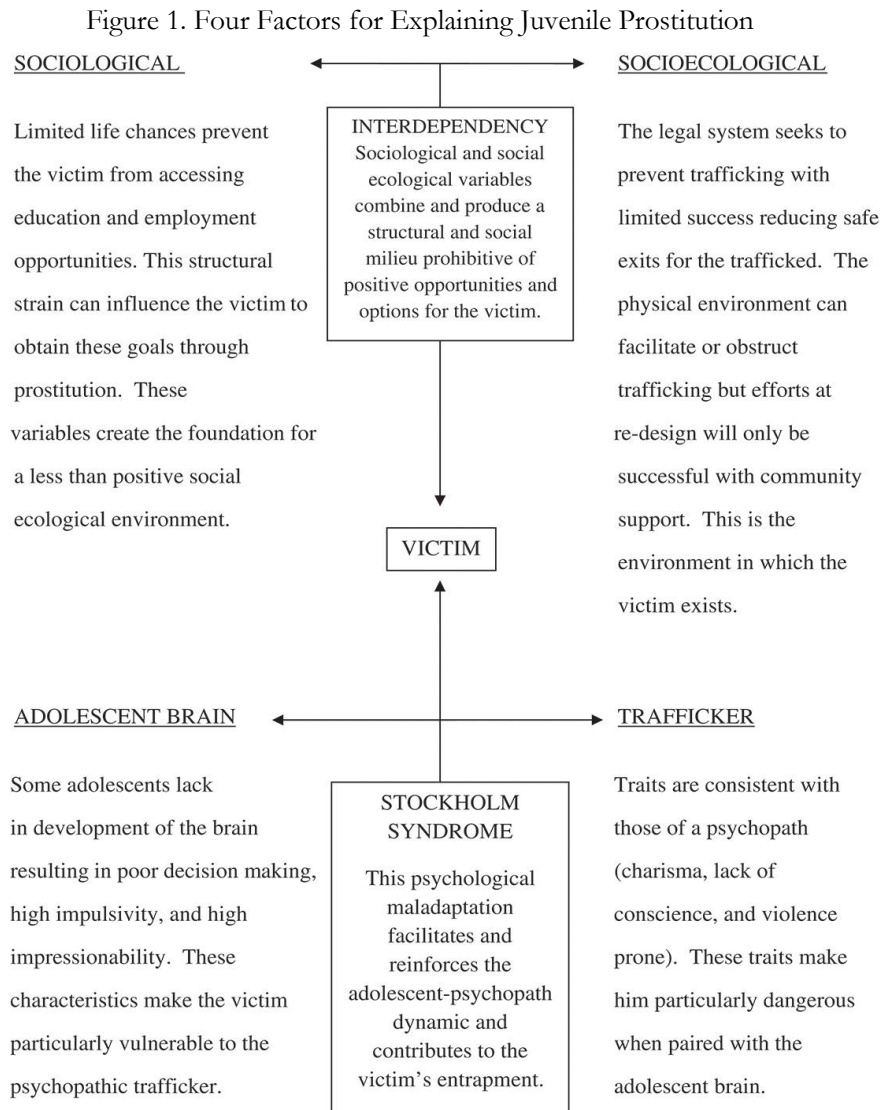 Figure 1. Four Factors for Explaining Juvenile Prostitution
SOCIOLOGICAL
Limited life chances prevent
the victim from accessing
education and employment
opportunities. This structural
strain can influence the victim to
obtain these goals through
prostitution. These
variables create the foundation for
a less than positive social
ecological environment.
INTERDEPENDENCY
Sociological and social
ecological variables
combine and produce a
structural and social
milieu prohibitive of
positive opportunities and
options for the victim.
SOCIOECOLOGICAL
The legal system seeks to
prevent trafficking with
limited success reducing safe
exits for the trafficked. The
physical environment can
facilitate or obstruct
trafficking but efforts at
re-design will only be
successful with community
support. This is the
environment in which the
victim exists.
VICTIM
ADOLESCENT BRAIN
Some adolescents lack
in development of the brain
resulting in poor decision making,
high impulsivity, and high
impressionability. These
characteristics make the victim
particularly vulnerable to the
psychopathic trafficker.
STOCKHOLM
SYNDROME
This psychological
maladaptation
facilitates and
reinforces the
adolescent-psychopath
dynamic and
contributes to the
victim's entrapment.
TRAFFICKER
Traits are consistent with
those of a psychopath
(charisma, lack of
conscience, and violence
prone). These traits make
him particularly dangerous
when paired with the
adolescent brain.